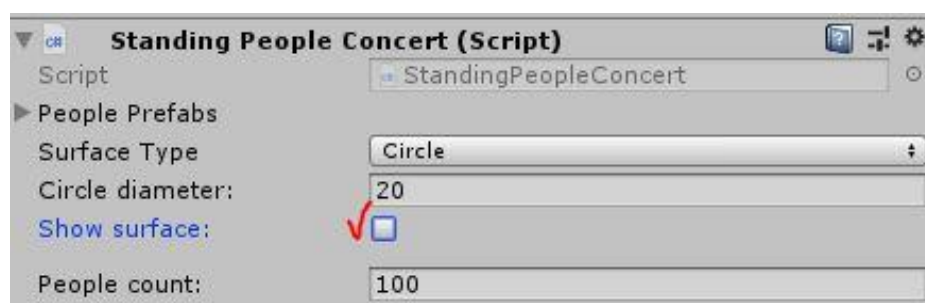 Standing People Concert (Script)
Script StandingPeopleConcert
People Prefabs
Surface Type Circle
Circle diameter: 20
Show surface:
People count: 100